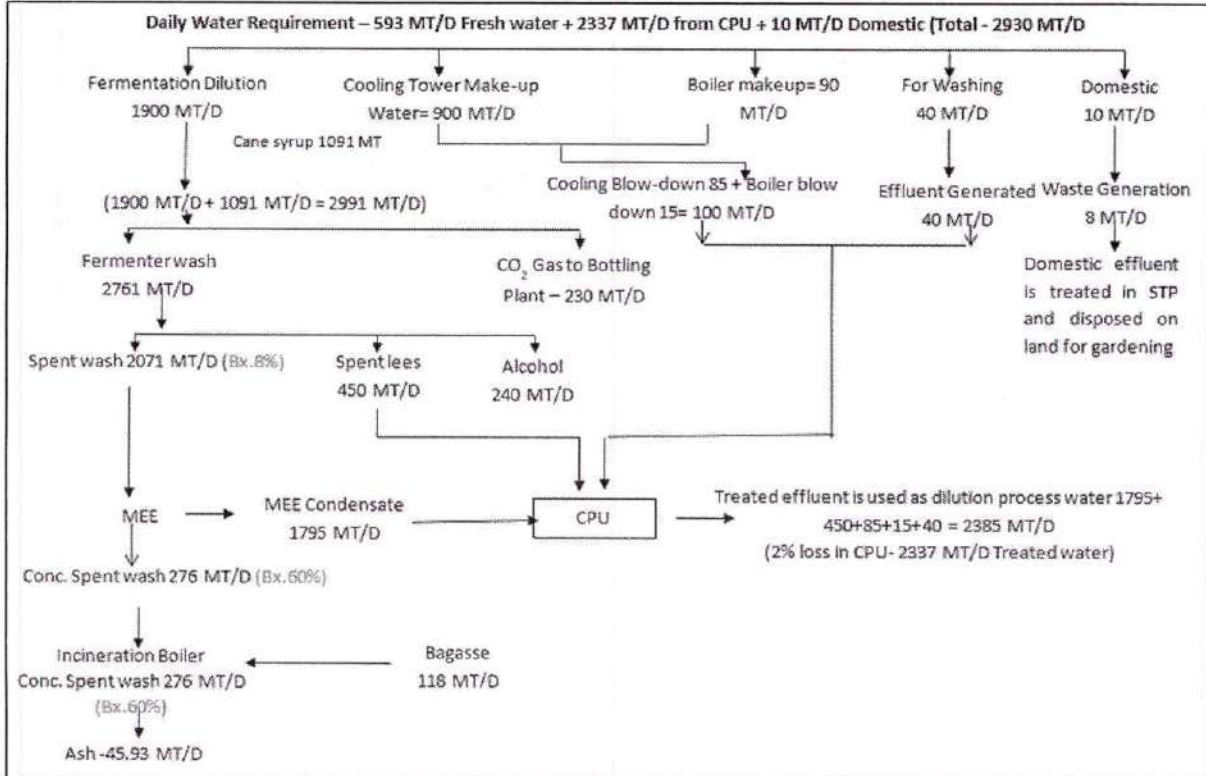 Daily Water Requirement – 593 MT/D Fresh water + 2337 MT/D from CPU + 10 MT/D Domestic (Total - 2930 MT/D
Fermentation Dilution
1900 MT/D
Cooling Tower Make-up
Water= 900 MT/D
Boiler makeup= 90
MT/D
For Washing
40 MT/D
Domestic
10 MT/D
Cane syrup 1091 MT
(1900 MT/D + 1091 MT/D = 2991 MT/D)
Cooling Blow-down 85 + Boiler blow
down 15= 100 MT/D
Effluent Generated
40 MT/D
Waste Generation
8 MT/D
Fermenter wash
2761 MT/D
CO₂ Gas to Bottling
Plant – 230 MT/D
Domestic effluent
is treated in STP
and disposed on
land for gardening
Spent wash 2071 MT/D (Bx.8%)
Spent lees
450 MT/D
Alcohol
240 MT/D
MEE
MEE Condensate
1795 MT/D
CPU
Treated effluent is used as dilution process water 1795+
450+85+15+40 = 2385 MT/D
(2% loss in CPU- 2337 MT/D Treated water)
Conc. Spent wash 276 MT/D (Bx.60%)
Incineration Boiler
Conc. Spent wash 276 MT/D
(Bx.60%)
Bagasse
118 MT/D
Ash -45.93 MT/D